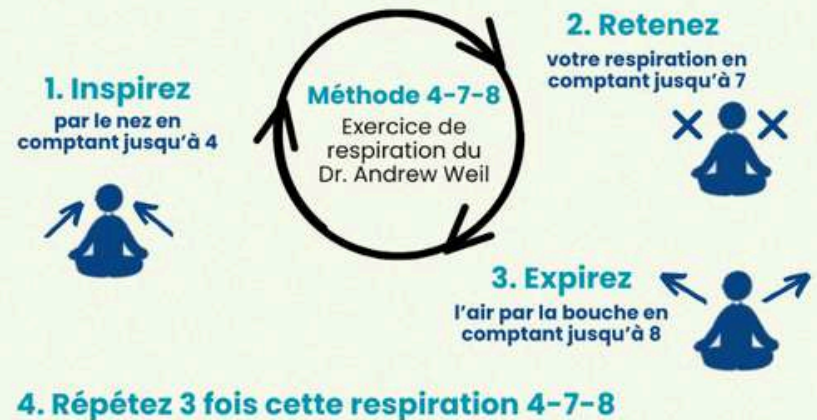 1. Inspirez
par le nez en
comptant jusqu'à 4
Méthode 4-7-8
Exercice de
respiration du
Dr. Andrew Weil
2. Retenez
votre respiration en
comptant jusqu'à 7
3. Expirez
l'air par la bouche en
comptant jusqu'à 8
4. Répétez 3 fois cette respiration 4-7-8